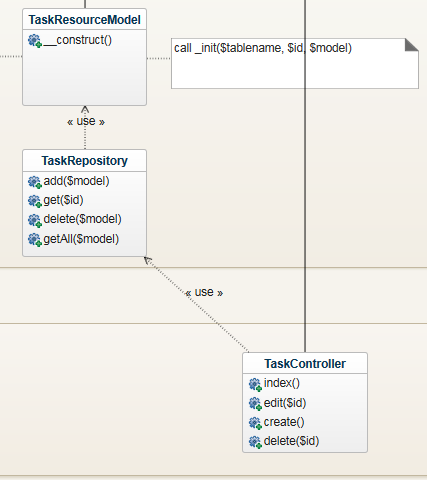 TaskResourceModel
__construct()
call _init($tablename, $id, $model)
« use »
TaskRepository
add($model)
get($id)
delete($model)
getAll($model)
« use »
TaskController
index()
edit($id)
create()
delete($id)